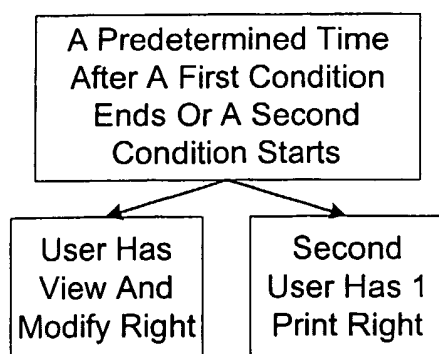 A Predetermined Time
After A First Condition
Ends Or A Second
Condition Starts
User Has
View And
Modify Right
Second
User Has 1
Print Right